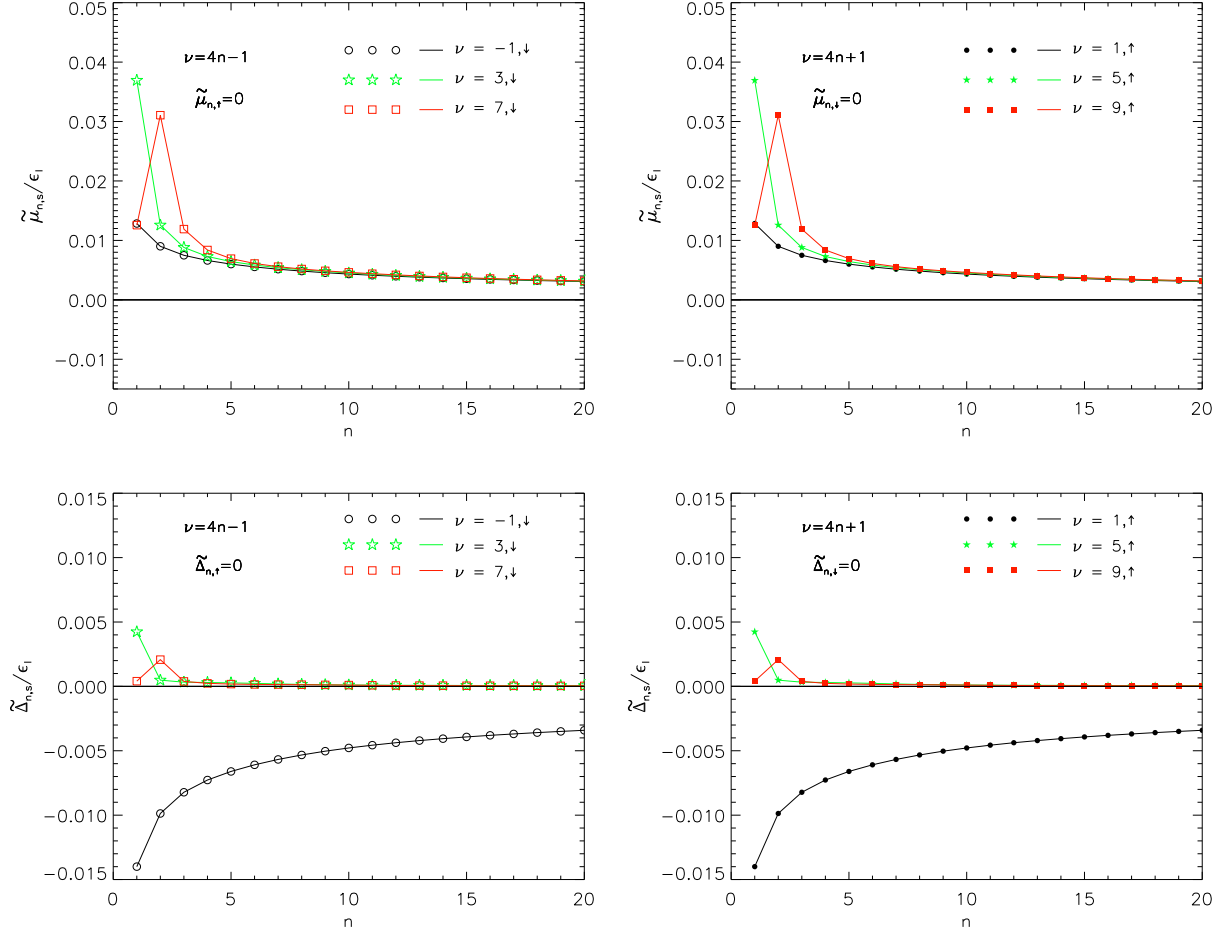 0.05
0.04
0.03
0.02
0.01
0.00
−0.01
μ̃n,s/ϵl
ν=4n−1
μ̃n,↑=0
ν = −1,↓
ν = 3,↓
ν = 7,↓
0 5 10 15 20
n
0.05
0.04
0.03
0.02
0.01
0.00
−0.01
μ̃n,s/ϵl
ν=4n+1
μ̃n,↓=0
ν = 1,↑
ν = 5,↑
ν = 9,↑
0 5 10 15 20
n
0.015
0.010
0.005
0.000
−0.005
−0.010
−0.015
Δ̃n,s/ϵl
ν=4n−1
Δ̃n,↑=0
ν = −1,↓
ν = 3,↓
ν = 7,↓
0 5 10 15 20
n
0.015
0.010
0.005
0.000
−0.005
−0.010
−0.015
Δ̃n,s/ϵl
ν=4n+1
Δ̃n,↓=0
ν = 1,↑
ν = 5,↑
ν = 9,↑
0 5 10 15 20
n